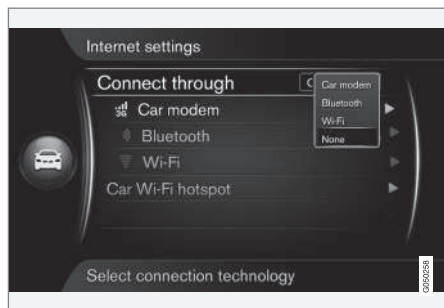 Internet settings
Connect through
Car modem
Bluetooth
Wi-Fi
None
3G Car modem
Bluetooth
Wi-Fi
Car Wi-Fi hotspot
Select connection technology
G050258